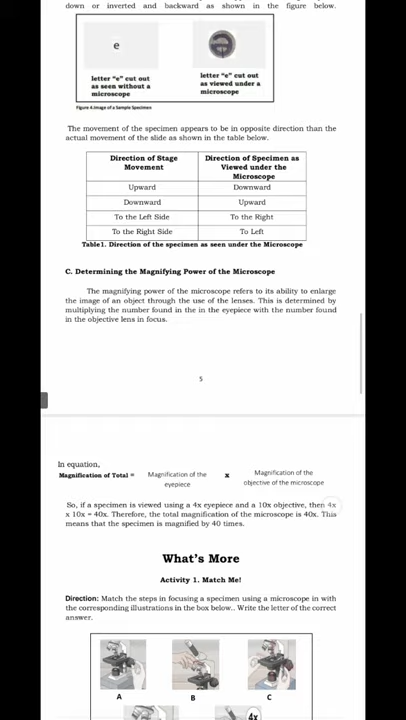 down or inverted and backward as shown in the figure below.
e
letter "e" cut out
as seen without a
microscope
letter "e" cut out
as viewed under a
microscope
Figure 4.Image of a Sample Specimen
The movement of the specimen appears to be in opposite direction than the
actual movement of the slide as shown in the table below.
Direction of Stage
Movement
Direction of Specimen as
Viewed under the
Microscope
Upward
Downward
Downward
Upward
To the Left Side
To the Right
To the Right Side
To Left
Table1. Direction of the specimen as seen under the Microscope
C. Determining the Magnifying Power of the Microscope
The magnifying power of the microscope refers to its ability to enlarge
the image of an object through the use of the lenses. This is determined by
multiplying the number found in the in the eyepiece with the number found
in the objective lens in focus.
5
In equation,
Magnification of Total =
Magnification of the
eyepiece
x
Magnification of the
objective of the microscope
So, if a specimen is viewed using a 4x eyepiece and a 10x objective, then 4x
x 10x = 40x. Therefore, the total magnification of the microscope is 40x. This
means that the specimen is magnified by 40 times.
What's More
Activity 1. Match Me!
Direction: Match the steps in focusing a specimen using a microscope in with
the corresponding illustrations in the box below.. Write the letter of the correct
answer.
A
B
C
4x